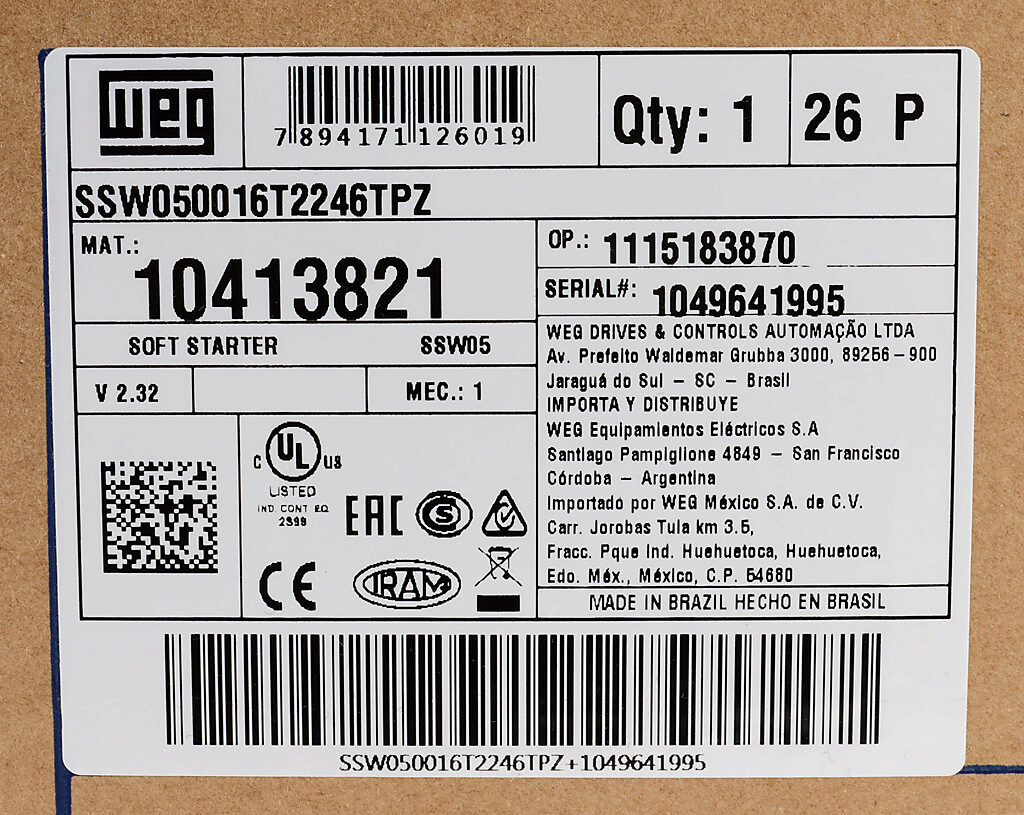 weg
7 894171 126019
Qty: 1
26 P
SSW050016T2246TPZ
MAT.:
10413821
OP.: 1115183870
SERIAL#: 1049641995
SOFT STARTER SSW05
V 2.32
MEC.: 1
WEG DRIVES & CONTROLS AUTOMAÇÃO LTDA
Av. Prefeito Waldemar Grubba 3000, 89256-900
Jaraguá do Sul - SC - Brasil
IMPORTA Y DISTRIBUYE
WEG Equipamientos Eléctricos S.A
Santiago Pampiglione 4849 - San Francisco
Córdoba - Argentina
Importado por WEG México S.A. de C.V.
Carr. Jorobas Tula km 3.5,
Fracc. Pque Ind. Huehuetoca, Huehuetoca,
Edo. Méx., México, C.P. 54680
MADE IN BRAZIL HECHO EN BRASIL
C UL US
LISTED
IND. CONT EQ.
2S99
EAC
S
CE
IRAM
SSW050016T2246TPZ+1049641995